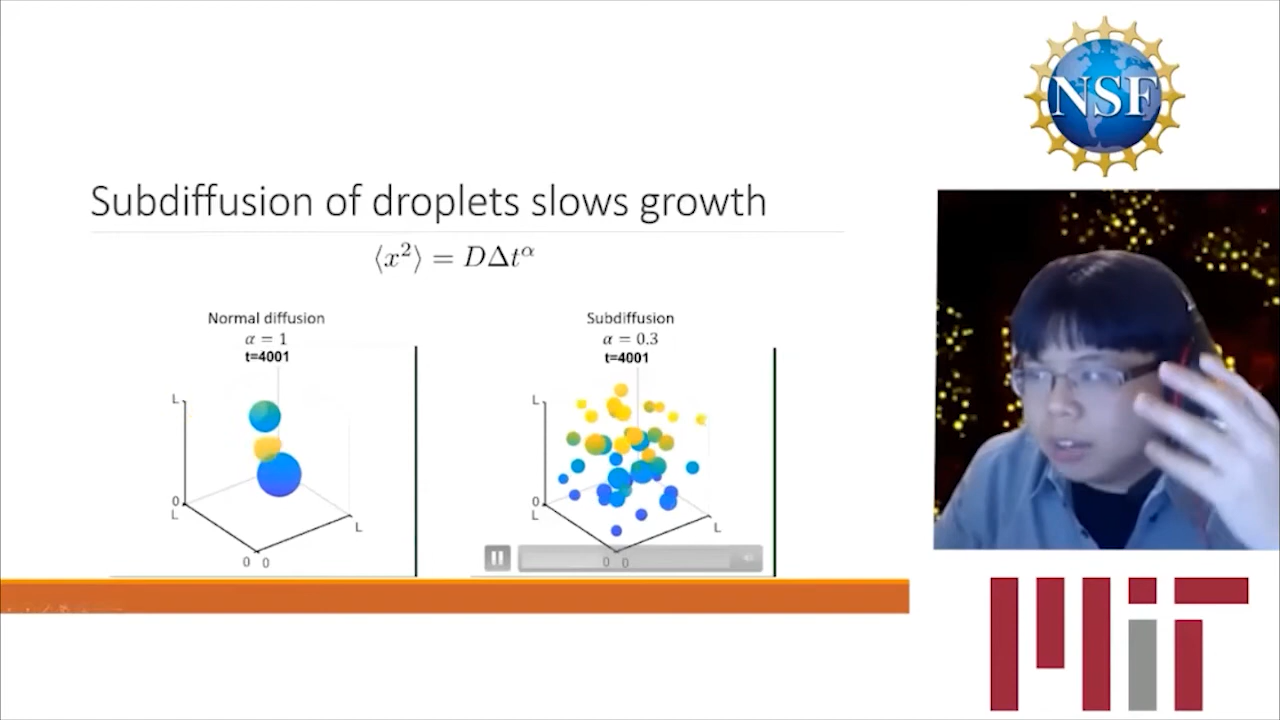 NSF
Subdiffusion of droplets slows growth
⟨x²⟩ = DΔtᵅ
Normal diffusion
α = 1
t=4001
L
0
L
L
0 0
Subdiffusion
α = 0.3
t=4001
L
0
L
L
0 0
MIT